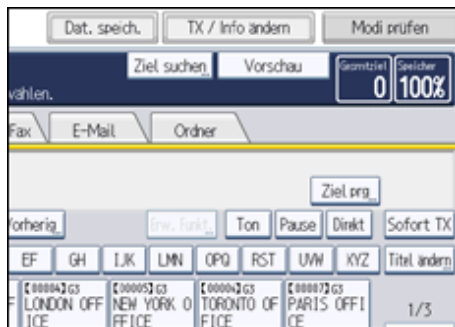 Dat. speich. TX / Info ändern Modi prüfen
Ziel suchen Vorschau Gesamtziel Speicher
wählen. 0 100%
Fax E-Mail Ordner
Ziel prg.
Vorherig. Erw. Funkt. Ton Pause Direkt Sofort TX
EF GH IJK LMN OPQ RST UVW XYZ Titel ändern
[00004]G3 [00005]G3 [00006]G3 [00007]G3
F LONDON OFF NEW YORK O TORONTO OF PARIS OFFI 1/3
ICE FFICE FICE CE